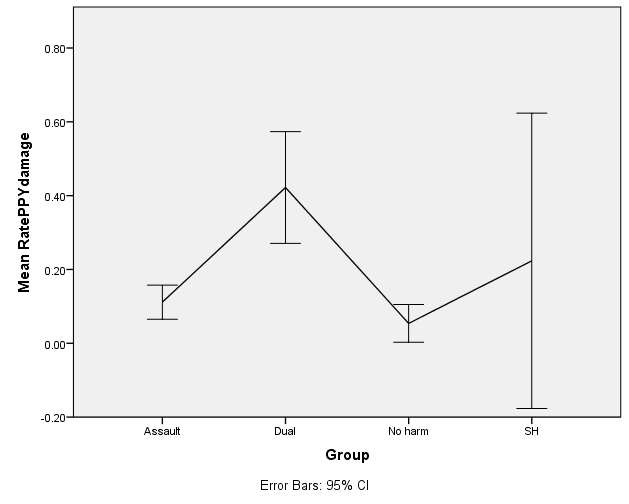 0.80
0.60
0.40
0.20
0.00
-0.20
Mean RatePPYdamage
Assault
Dual
No harm
SH
Group
Error Bars: 95% CI